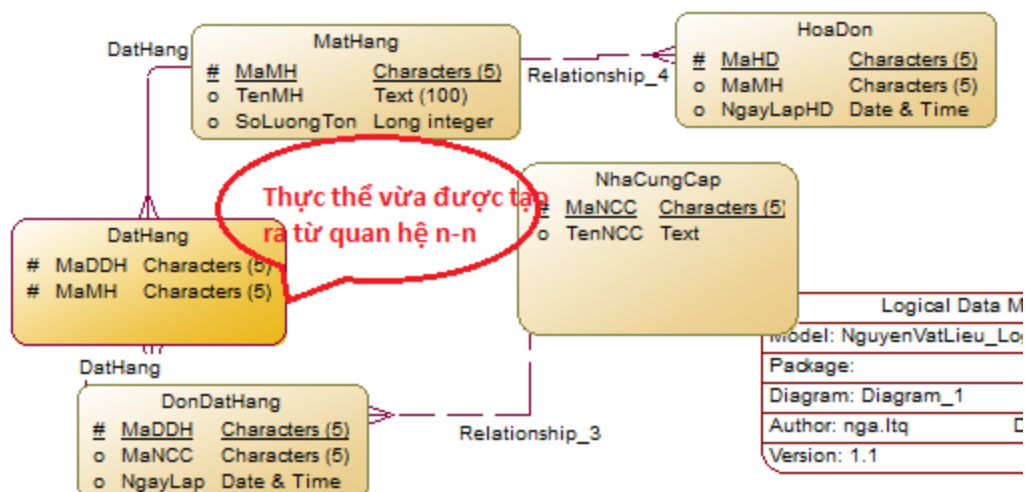 DatHang
MatHang
# MaMH Characters (5)
o TenMH Text (100)
o SoLuongTon Long integer
Relationship_4
HoaDon
# MaHD Characters (5)
o MaMH Characters (5)
o NgayLapHD Date & Time
Thực thể vừa được tạo
ra từ quan hệ n-n
NhaCungCap
# MaNCC Characters (5)
o TenNCC Text
DatHang
# MaDDH Characters (5)
# MaMH Characters (5)
DatHang
DonDatHang
# MaDDH Characters (5)
o MaNCC Characters (5)
o NgayLap Date & Time
Relationship_3
Logical Data M
Model: NguyenVatLieu_Log
Package:
Diagram: Diagram_1
Author: nga.ltq D
Version: 1.1